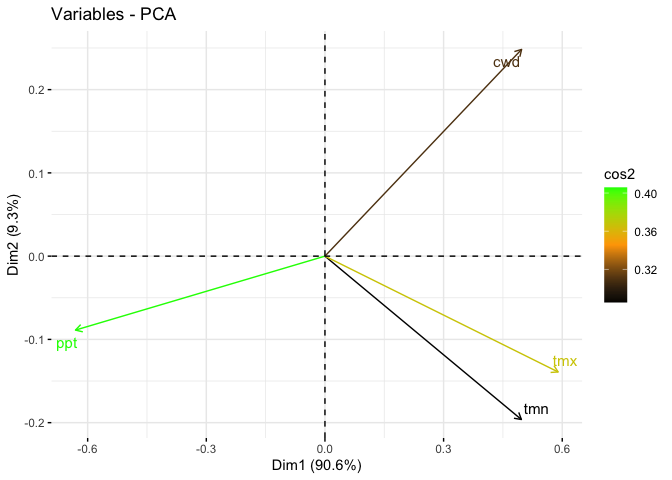 Variables - PCA
cwd
0.2
cos2
0.40
0.1
0.36
Dim2 (9.3%)
0.0
0.32
-0.1
ppt
tmx
tmn
-0.2
-0.6
-0.3
0.0
0.3
0.6
Dim1 (90.6%)